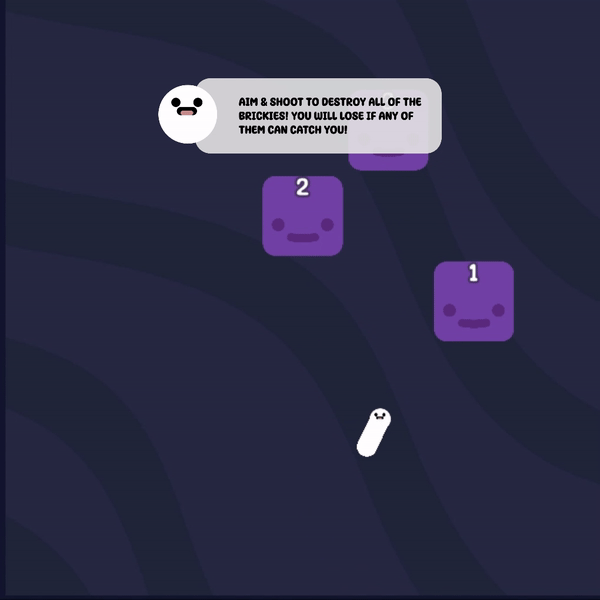 AIM & SHOOT TO DESTROY ALL OF THE
BRICKIES! YOU WILL LOSE IF ANY OF
THEM CAN CATCH YOU!
2
1